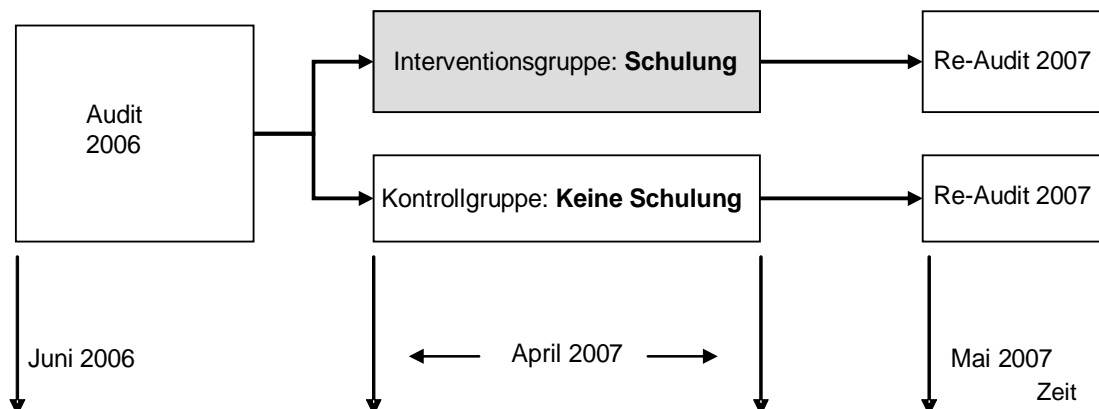 Interventionsgruppe: Schulung
Re-Audit 2007
Audit
2006
Kontrollgruppe: Keine Schulung
Re-Audit 2007
Juni 2006
April 2007
Mai 2007
Zeit